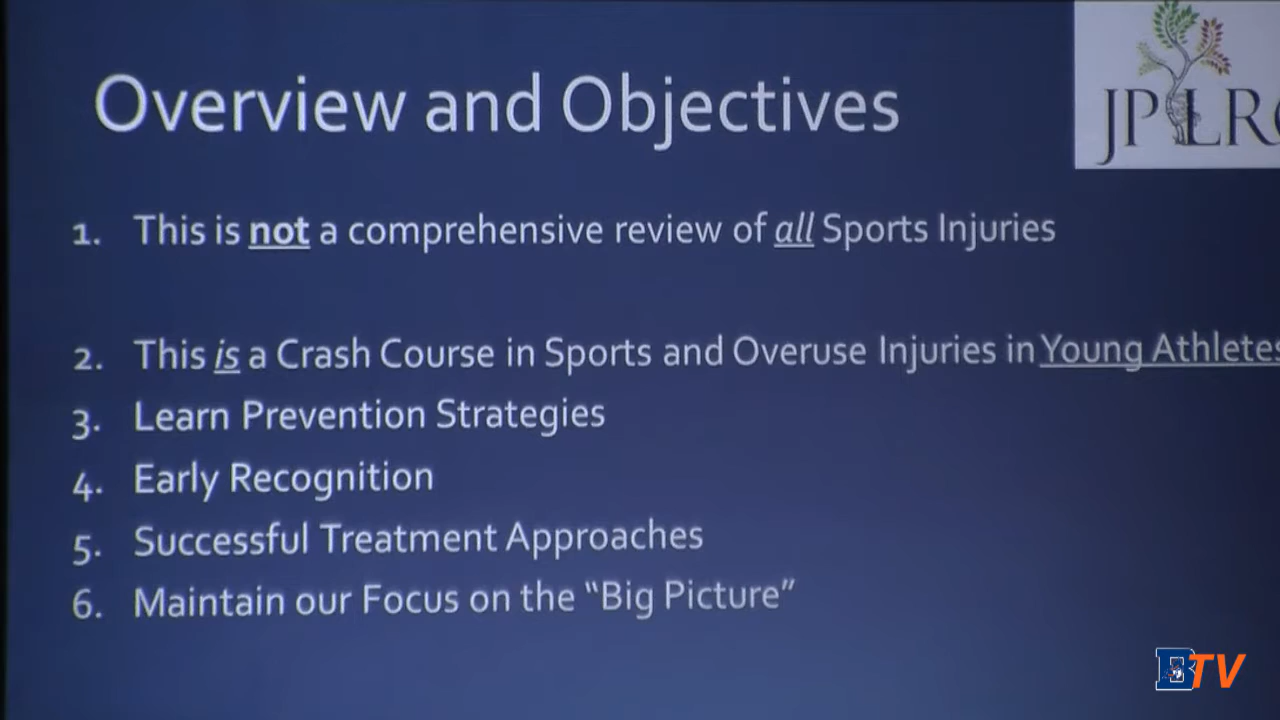 Overview and Objectives
JPLR
1. This is not a comprehensive review of all Sports Injuries
2. This is a Crash Course in Sports and Overuse Injuries in Young Athletes
3. Learn Prevention Strategies
4. Early Recognition
5. Successful Treatment Approaches
6. Maintain our Focus on the “Big Picture”
BTV